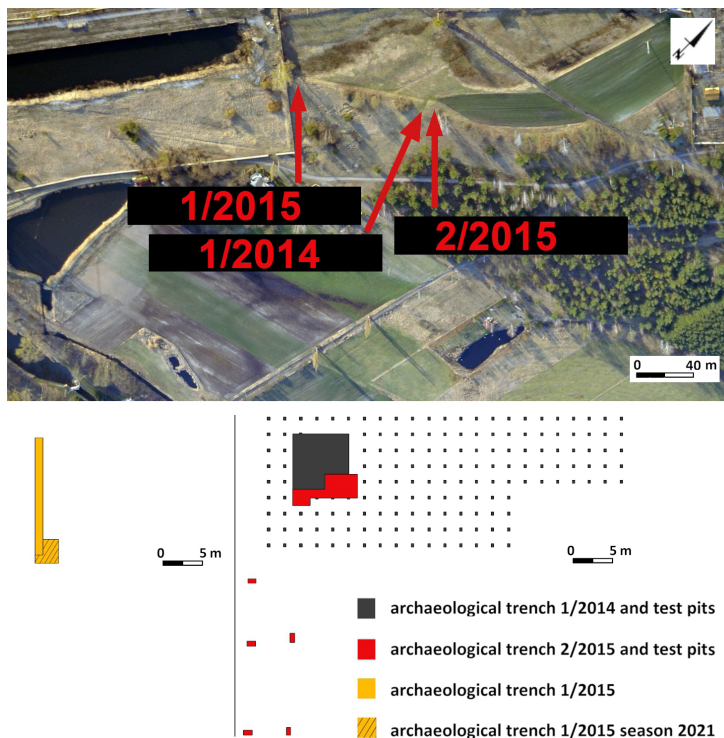 N
1/2015
1/2014
2/2015
0 40 m
0 5 m
0 5 m
archaeological trench 1/2014 and test pits
archaeological trench 2/2015 and test pits
archaeological trench 1/2015
archaeological trench 1/2015 season 2021